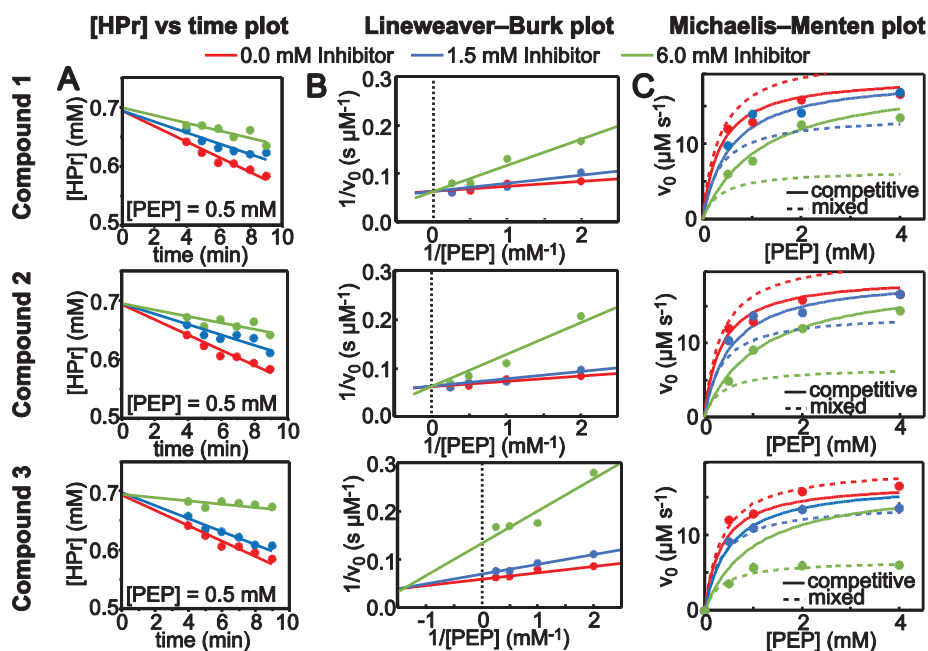 [HPr] vs time plot
Lineweaver–Burk plot
Michaelis–Menten plot
0.0 mM Inhibitor
1.5 mM Inhibitor
6.0 mM Inhibitor
Compound 1
A
[HPr] (mM)
0.7
0.6
0.5
[PEP] = 0.5 mM
0 2 4 6 8 10
time (min)
B
1/v0 (s µM-1)
0.3
0.2
0.1
0.0
0 1 2
1/[PEP] (mM-1)
C
v0 (µM s-1)
10
0
competitive
mixed
0 2 4
[PEP] (mM)
Compound 2
[HPr] (mM)
0.7
0.6
0.5
[PEP] = 0.5 mM
0 2 4 6 8 10
time (min)
1/v0 (s µM-1)
0.3
0.2
0.1
0.0
0 1 2
1/[PEP] (mM-1)
v0 (µM s-1)
10
0
competitive
mixed
0 2 4
[PEP] (mM)
Compound 3
[HPr] (mM)
0.7
0.6
0.5
[PEP] = 0.5 mM
0 2 4 6 8 10
time (min)
1/v0 (s µM-1)
0.3
0.2
0.1
0.0
-1 0 1 2
1/[PEP] (mM-1)
v0 (µM s-1)
10
0
competitive
mixed
0 2 4
[PEP] (mM)